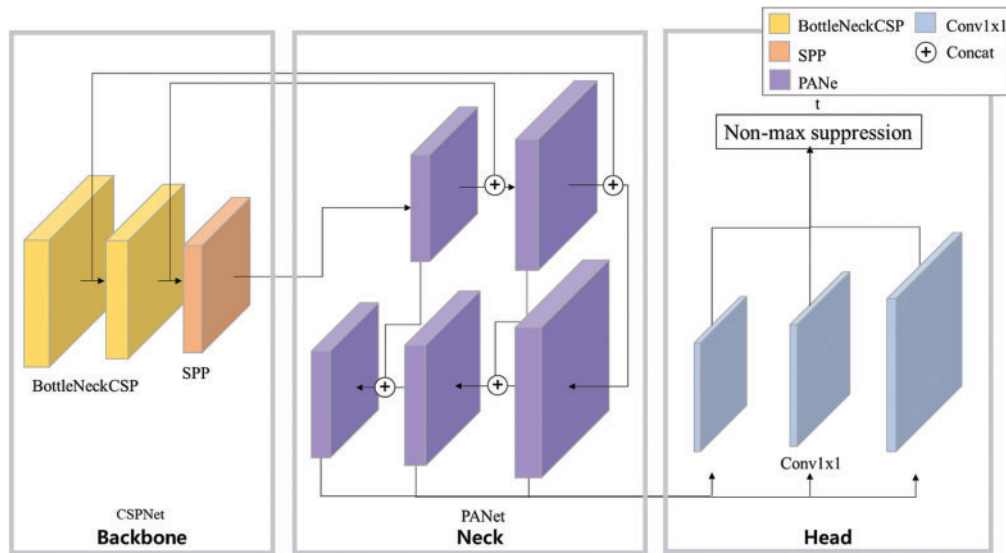 BottleNeckCSP
Conv1x1
SPP
Concat
PANe
t
Non-max suppression
BottleNeckCSP
SPP
Conv1x1
CSPNet
Backbone
PANet
Neck
Head